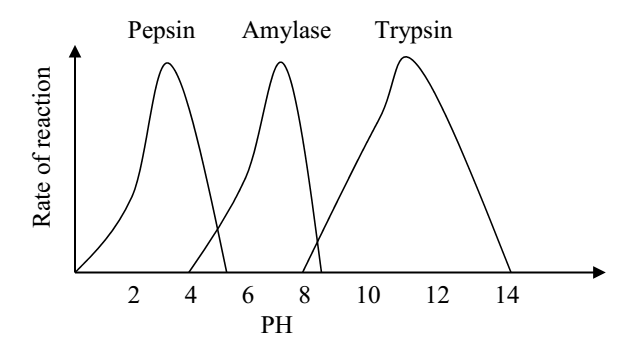 Pepsin Amylase Trypsin
Rate of reaction
2 4 6 8 10 12 14
PH